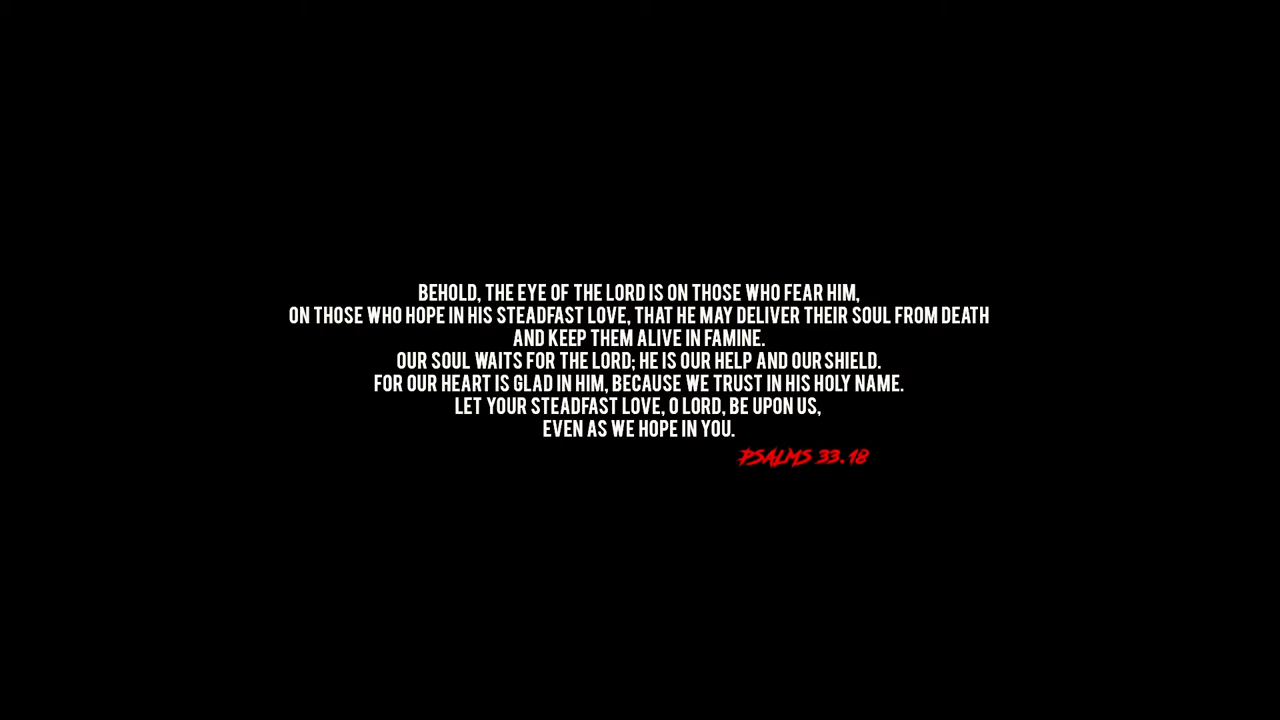 BEHOLD, THE EYE OF THE LORD IS ON THOSE WHO FEAR HIM,
ON THOSE WHO HOPE IN HIS STEADFAST LOVE, THAT HE MAY DELIVER THEIR SOUL FROM DEATH
AND KEEP THEM ALIVE IN FAMINE.
OUR SOUL WAITS FOR THE LORD; HE IS OUR HELP AND OUR SHIELD.
FOR OUR HEART IS GLAD IN HIM, BECAUSE WE TRUST IN HIS HOLY NAME.
LET YOUR STEADFAST LOVE, O LORD, BE UPON US,
EVEN AS WE HOPE IN YOU.
PSALMS 33.18